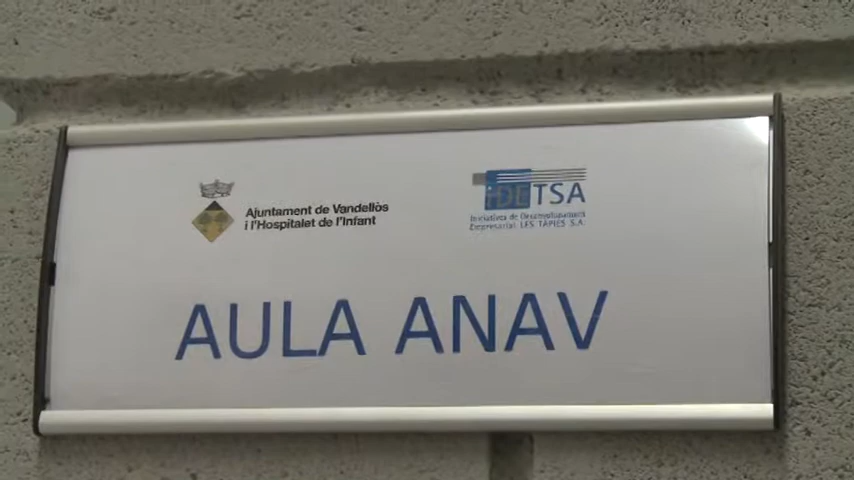 Ajuntament de Vandellòs
i l'Hospitalet de l'Infant
iDETSA
Iniciatives de Desenvolupament
Empresarial LES TÀPIES S.A.
AULA ANAV